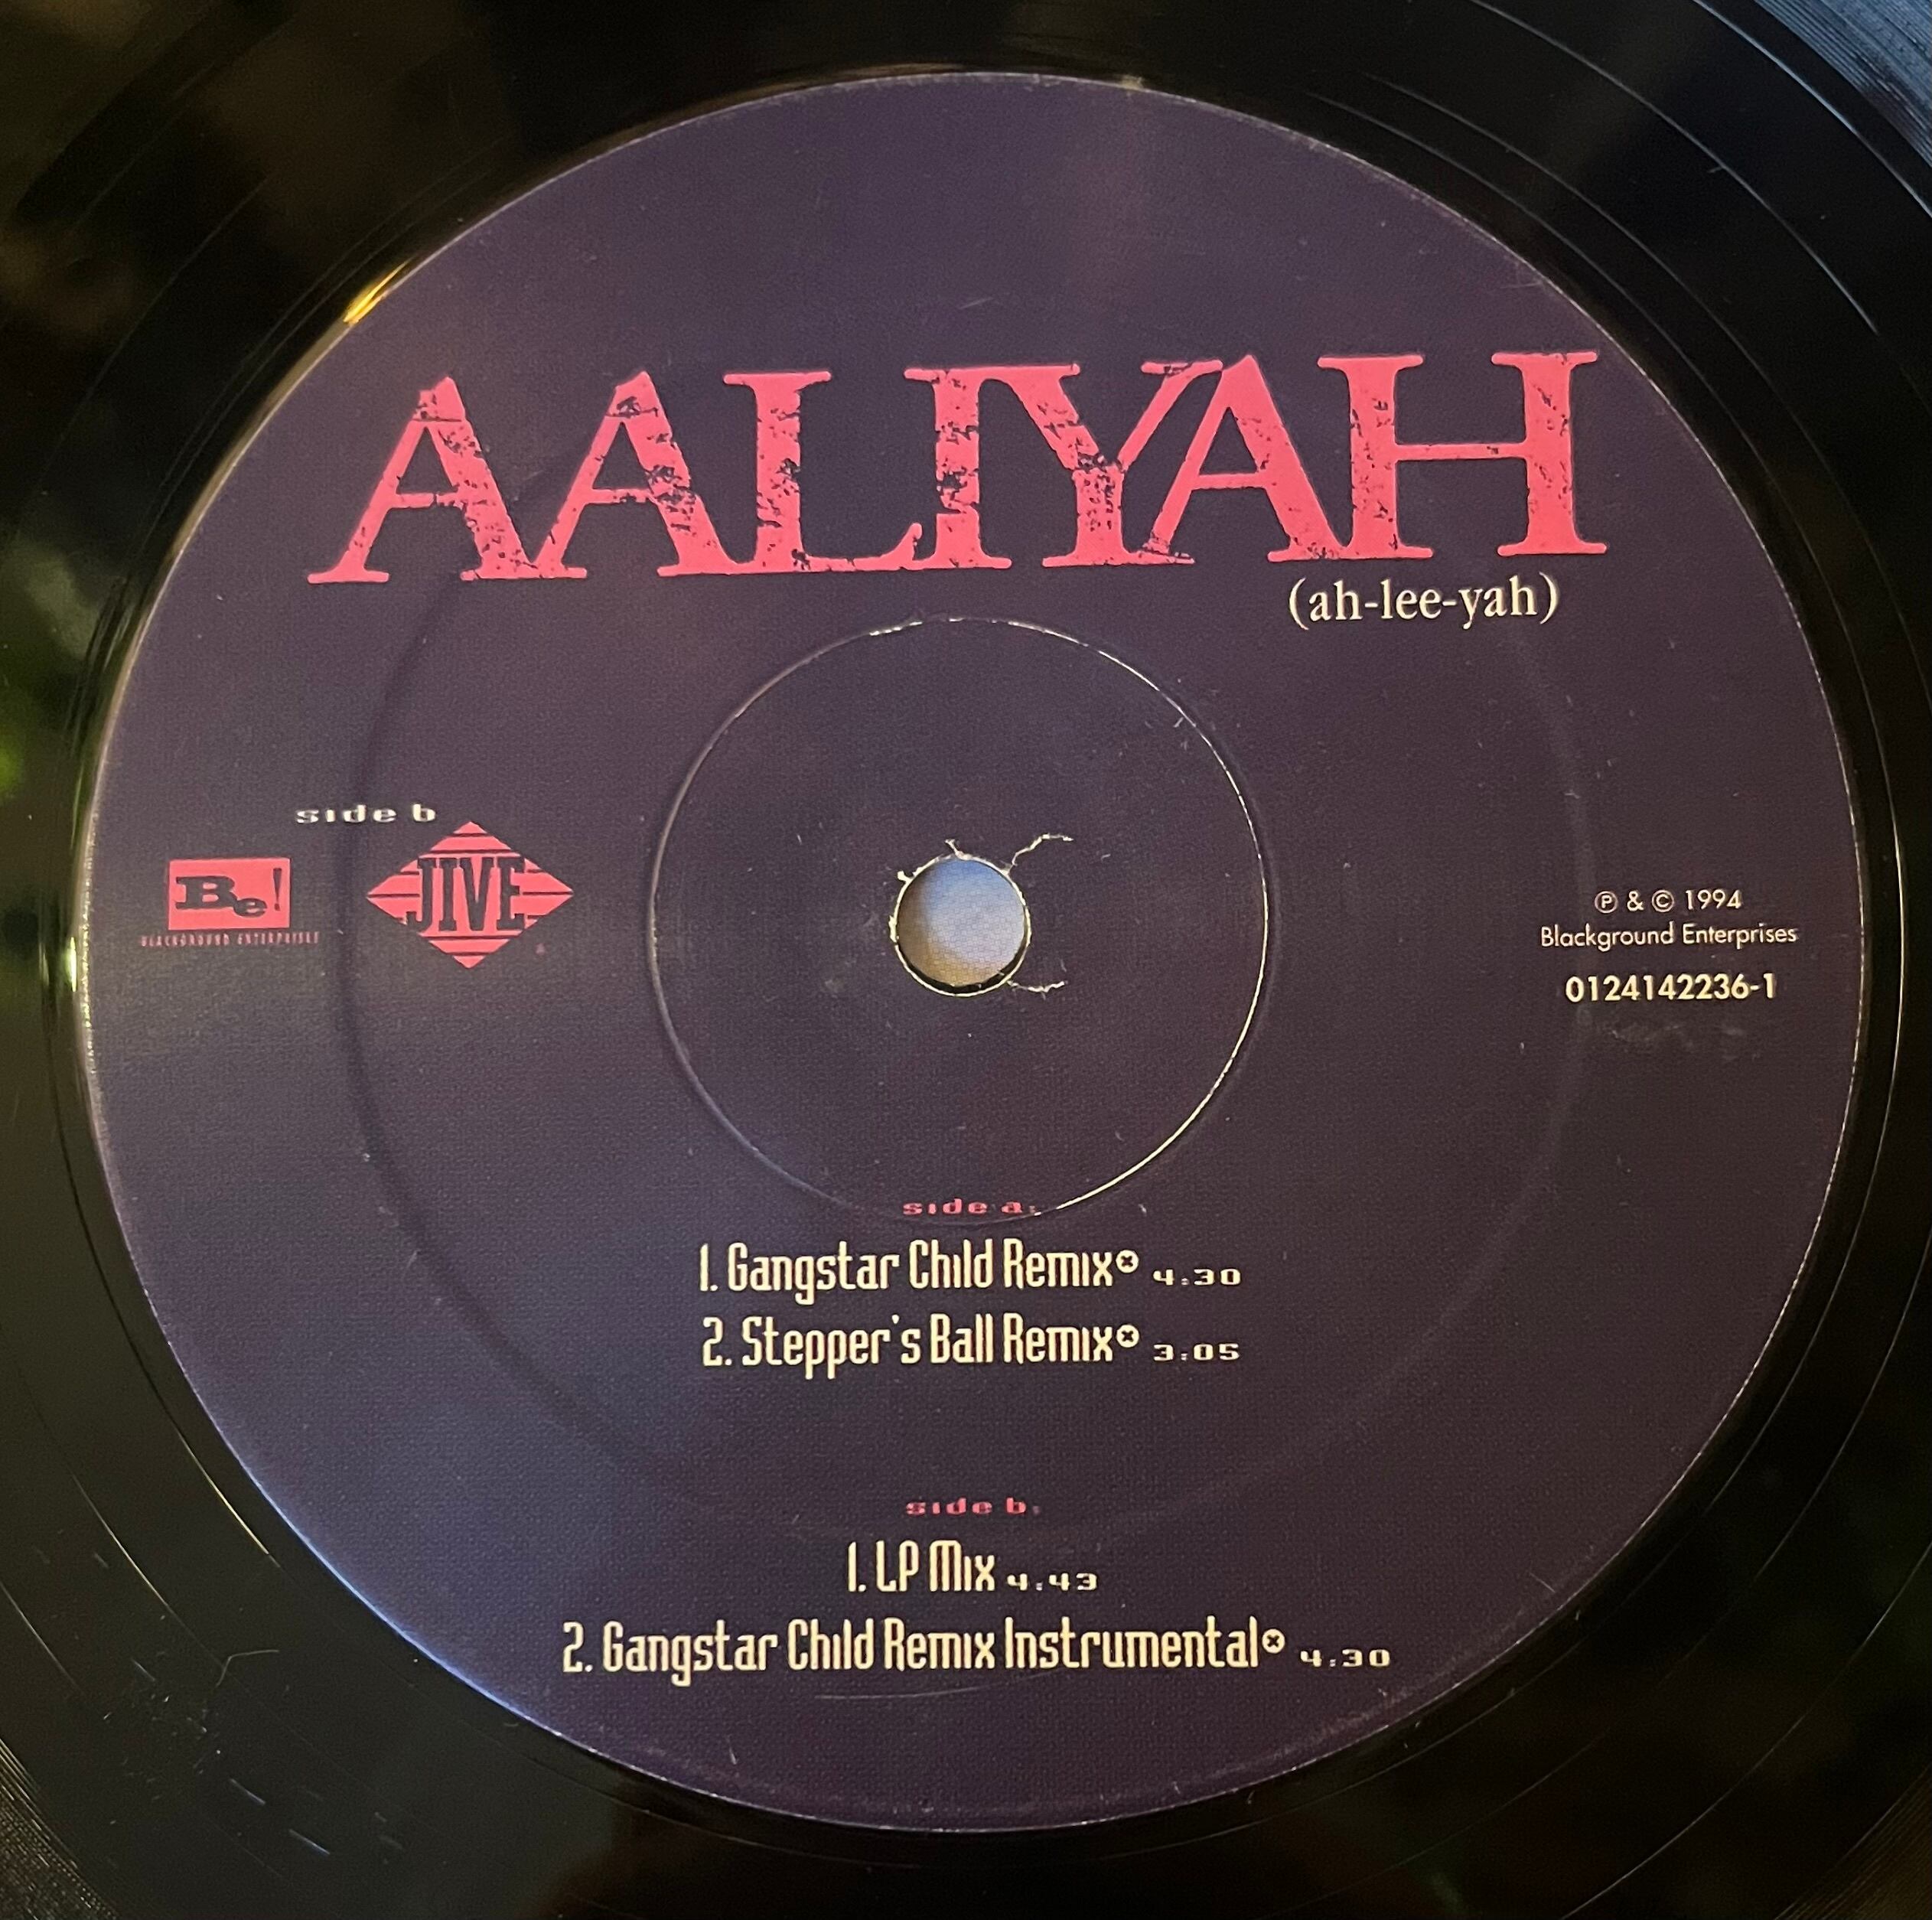 AALIYAH
(ah-lee-yah)
side b
Be!
BLACKGROUND ENTERPRISES
JIVE
℗ & © 1994
Blackground Enterprises
0124142236-1
side a:
1. Gangstar Child Remix⊗ 4:30
2. Stepper's Ball Remix⊗ 3:05
side b:
1. LP Mix 4:43
2. Gangstar Child Remix Instrumental⊗ 4:30